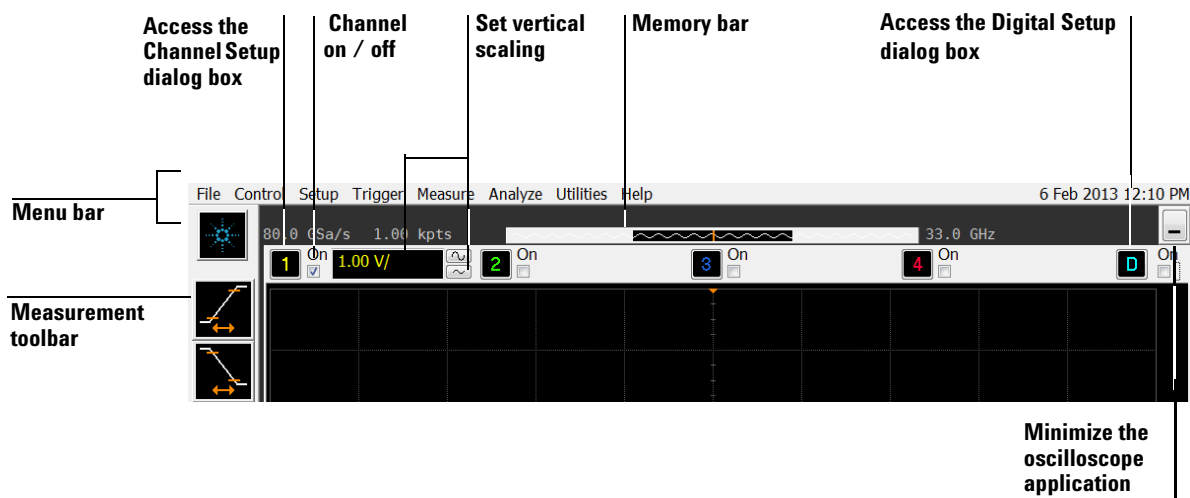 Access the
Channel Setup
dialog box
Channel
on / off
Set vertical
scaling
Memory bar
Access the Digital Setup
dialog box
Menu bar
File Control Setup Trigger Measure Analyze Utilities Help
6 Feb 2013 12:10 PM
80.0 GSa/s 1.00 kpts
33.0 GHz
1 On 1.00 V/ 2 On 3 On 4 On D On
Measurement
toolbar
Minimize the
oscilloscope
application